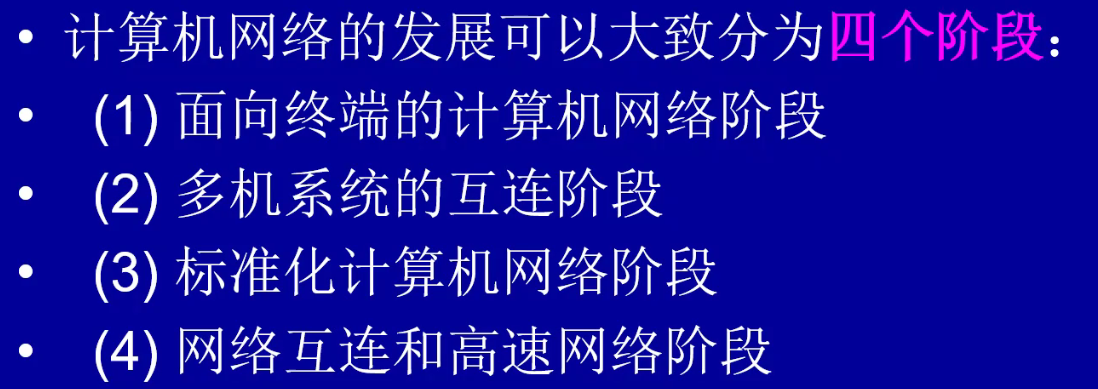 • 计算机网络的发展可以大致分为四个阶段：
• (1) 面向终端的计算机网络阶段
• (2) 多机系统的互连阶段
• (3) 标准化计算机网络阶段
• (4) 网络互连和高速网络阶段